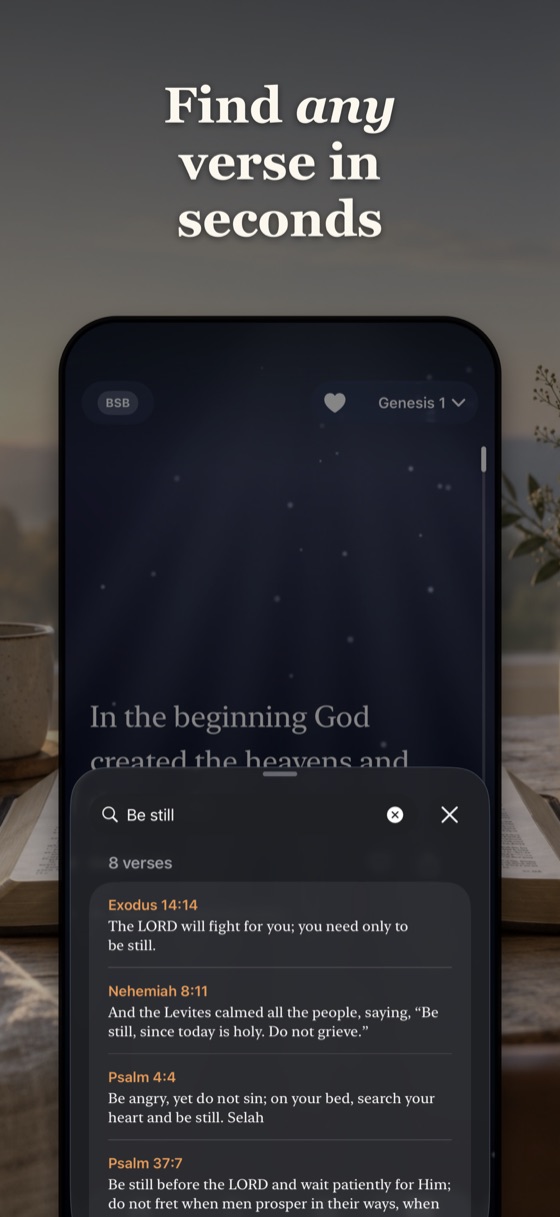 Find any
verse in
seconds
BSB
Genesis 1
In the beginning God
created the heavens and
Be still
8 verses
Exodus 14:14
The LORD will fight for you; you need only to
be still.
Nehemiah 8:11
And the Levites calmed all the people, saying, “Be
still, since today is holy. Do not grieve.”
Psalm 4:4
Be angry, yet do not sin; on your bed, search your
heart and be still. Selah
Psalm 37:7
Be still before the LORD and wait patiently for Him;
do not fret when men prosper in their ways, when